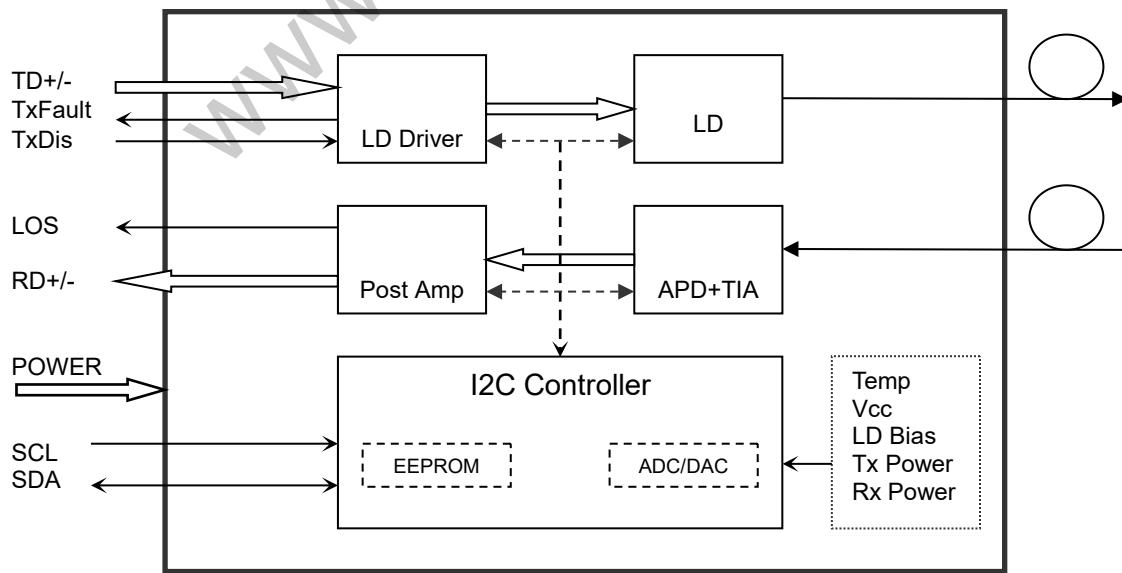 www
TD+/-
TxFault
TxDis
LD Driver
LD
LOS
RD+/-
Post Amp
APD+TIA
POWER
I2C Controller
SCL
SDA
EEPROM
ADC/DAC
Temp
Vcc
LD Bias
Tx Power
Rx Power